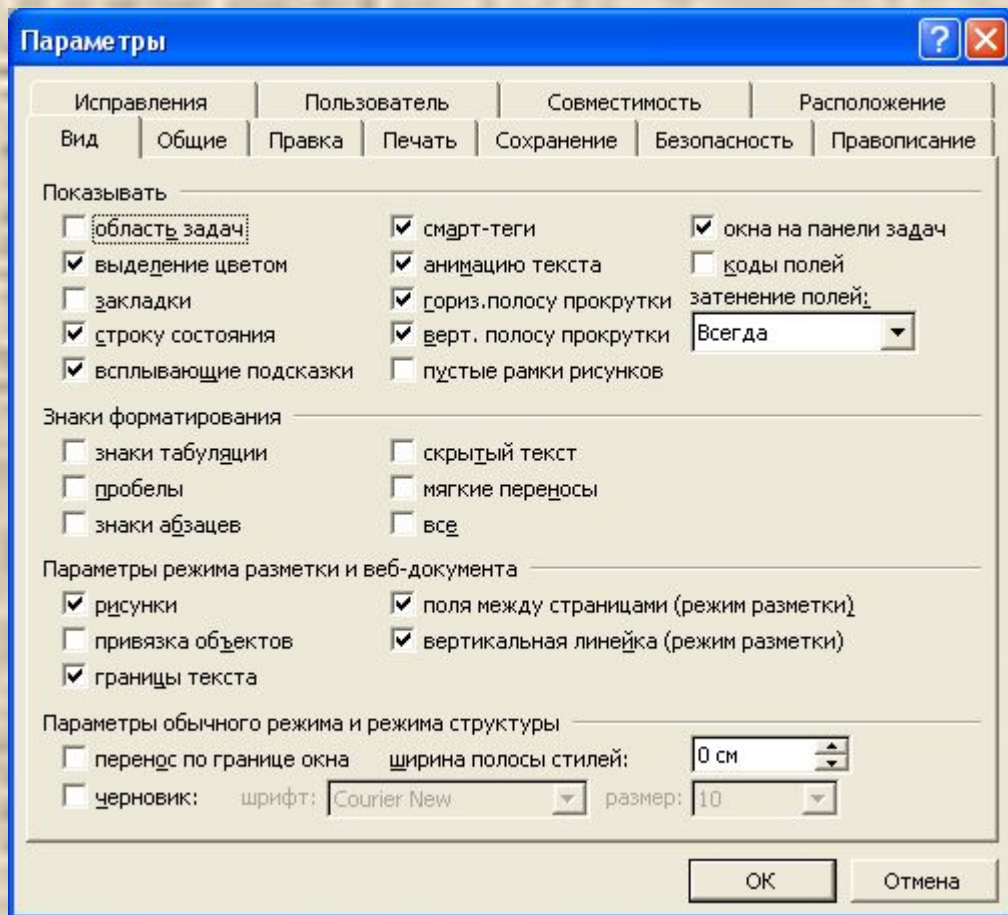 Параметры
Исправления Пользователь Совместимость Расположение
Вид Общие Правка Печать Сохранение Безопасность Правописание
Показывать
область задач смарт-теги окна на панели задач
выделение цветом анимацию текста коды полей
закладки гориз.полосу прокрутки затенение полей:
строку состояния верт. полосу прокрутки Всегда
всплывающие подсказки пустые рамки рисунков
Знаки форматирования
знаки табуляции скрытый текст
пробелы мягкие переносы
знаки абзацев все
Параметры режима разметки и веб-документа
рисунки поля между страницами (режим разметки)
привязка объектов вертикальная линейка (режим разметки)
границы текста
Параметры обычного режима и режима структуры
перенос по границе окна ширина полосы стилей: 0 см
черновик: шрифт: Courier New размер: 10
ОК Отмена